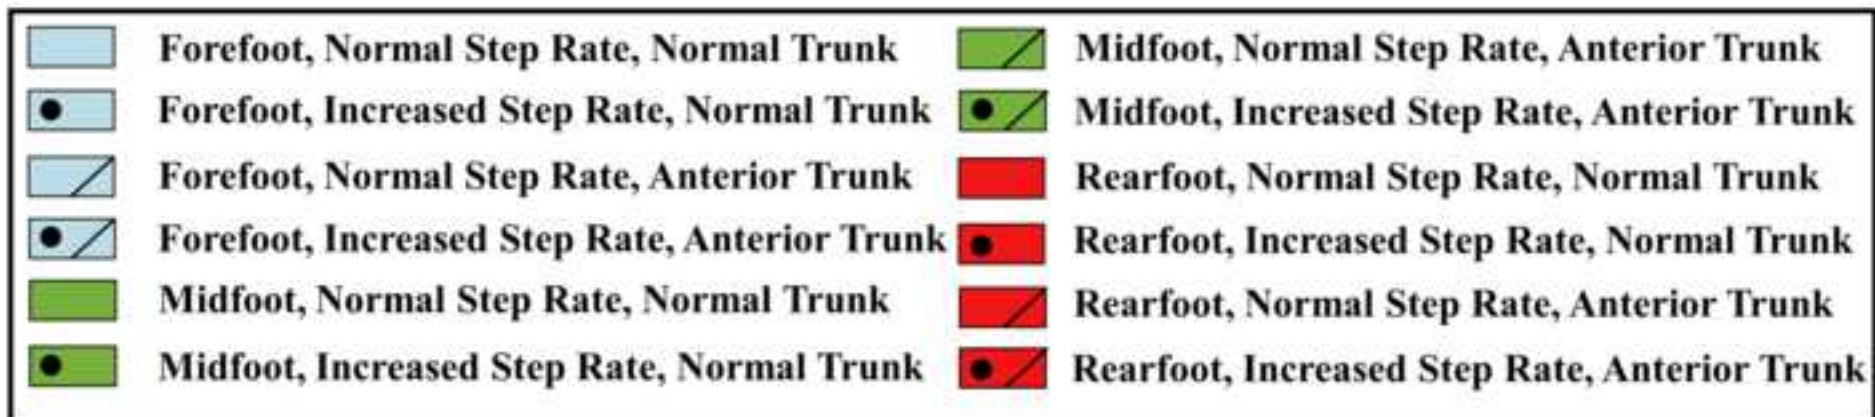 Forefoot, Normal Step Rate, Normal Trunk
Forefoot, Increased Step Rate, Normal Trunk
Forefoot, Normal Step Rate, Anterior Trunk
Forefoot, Increased Step Rate, Anterior Trunk
Midfoot, Normal Step Rate, Normal Trunk
Midfoot, Increased Step Rate, Normal Trunk
Midfoot, Normal Step Rate, Anterior Trunk
Midfoot, Increased Step Rate, Anterior Trunk
Rearfoot, Normal Step Rate, Normal Trunk
Rearfoot, Increased Step Rate, Normal Trunk
Rearfoot, Normal Step Rate, Anterior Trunk
Rearfoot, Increased Step Rate, Anterior Trunk